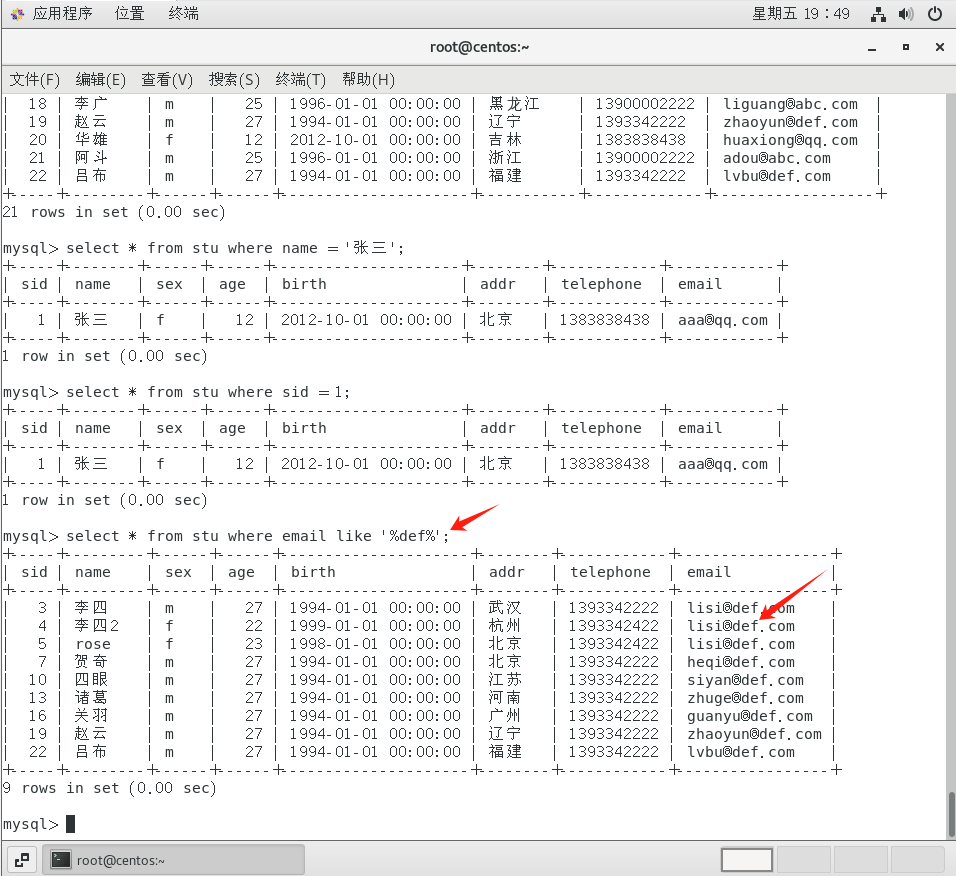 应用程序 位置 终端 星期五 19：49
root@centos:~
文件(F) 编辑(E) 查看(V) 搜索(S) 终端(T) 帮助(H)
| 18 | 李广 | m | 25 | 1996-01-01 00:00:00 | 黑龙江 | 13900002222 | liguang@abc.com |
| 19 | 赵云 | m | 27 | 1994-01-01 00:00:00 | 辽宁 | 1393342222 | zhaoyun@def.com |
| 20 | 华雄 | f | 12 | 2012-10-01 00:00:00 | 吉林 | 1383838438 | huaxiong@qq.com |
| 21 | 阿斗 | m | 25 | 1996-01-01 00:00:00 | 浙江 | 13900002222 | adou@abc.com |
| 22 | 吕布 | m | 27 | 1994-01-01 00:00:00 | 福建 | 1393342222 | lvbu@def.com |
+-----+--------+------+------+---------------------+-----------+-------------+-----------------+
21 rows in set (0.00 sec)
mysql> select * from stu where name = '张三';
+-----+--------+------+------+---------------------+--------+------------+------------+
| sid | name | sex | age | birth | addr | telephone | email |
+-----+--------+------+------+---------------------+--------+------------+------------+
| 1 | 张三 | f | 12 | 2012-10-01 00:00:00 | 北京 | 1383838438 | aaa@qq.com |
+-----+--------+------+------+---------------------+--------+------------+------------+
1 row in set (0.00 sec)
mysql> select * from stu where sid = 1;
+-----+--------+------+------+---------------------+--------+------------+------------+
| sid | name | sex | age | birth | addr | telephone | email |
+-----+--------+------+------+---------------------+--------+------------+------------+
| 1 | 张三 | f | 12 | 2012-10-01 00:00:00 | 北京 | 1383838438 | aaa@qq.com |
+-----+--------+------+------+---------------------+--------+------------+------------+
1 row in set (0.00 sec)
mysql> select * from stu where email like '%def%';
+-----+---------+------+------+---------------------+--------+------------+-----------------+
| sid | name | sex | age | birth | addr | telephone | email |
+-----+---------+------+------+---------------------+--------+------------+-----------------+
| 3 | 李四 | m | 27 | 1994-01-01 00:00:00 | 武汉 | 1393342222 | lisi@def.com |
| 4 | 李四2 | f | 22 | 1999-01-01 00:00:00 | 杭州 | 1393342422 | lisi@def.com |
| 5 | rose | f | 23 | 1998-01-01 00:00:00 | 北京 | 1393342422 | lisi@def.com |
| 7 | 贺奇 | m | 27 | 1994-01-01 00:00:00 | 北京 | 1393342222 | heqi@def.com |
| 10 | 四眼 | m | 27 | 1994-01-01 00:00:00 | 江苏 | 1393342222 | siyan@def.com |
| 13 | 诸葛 | m | 27 | 1994-01-01 00:00:00 | 河南 | 1393342222 | zhuge@def.com |
| 16 | 关羽 | m | 27 | 1994-01-01 00:00:00 | 广州 | 1393342222 | guanyu@def.com |
| 19 | 赵云 | m | 27 | 1994-01-01 00:00:00 | 辽宁 | 1393342222 | zhaoyun@def.com |
| 22 | 吕布 | m | 27 | 1994-01-01 00:00:00 | 福建 | 1393342222 | lvbu@def.com |
+-----+---------+------+------+---------------------+--------+------------+-----------------+
9 rows in set (0.00 sec)
mysql>
root@centos:~